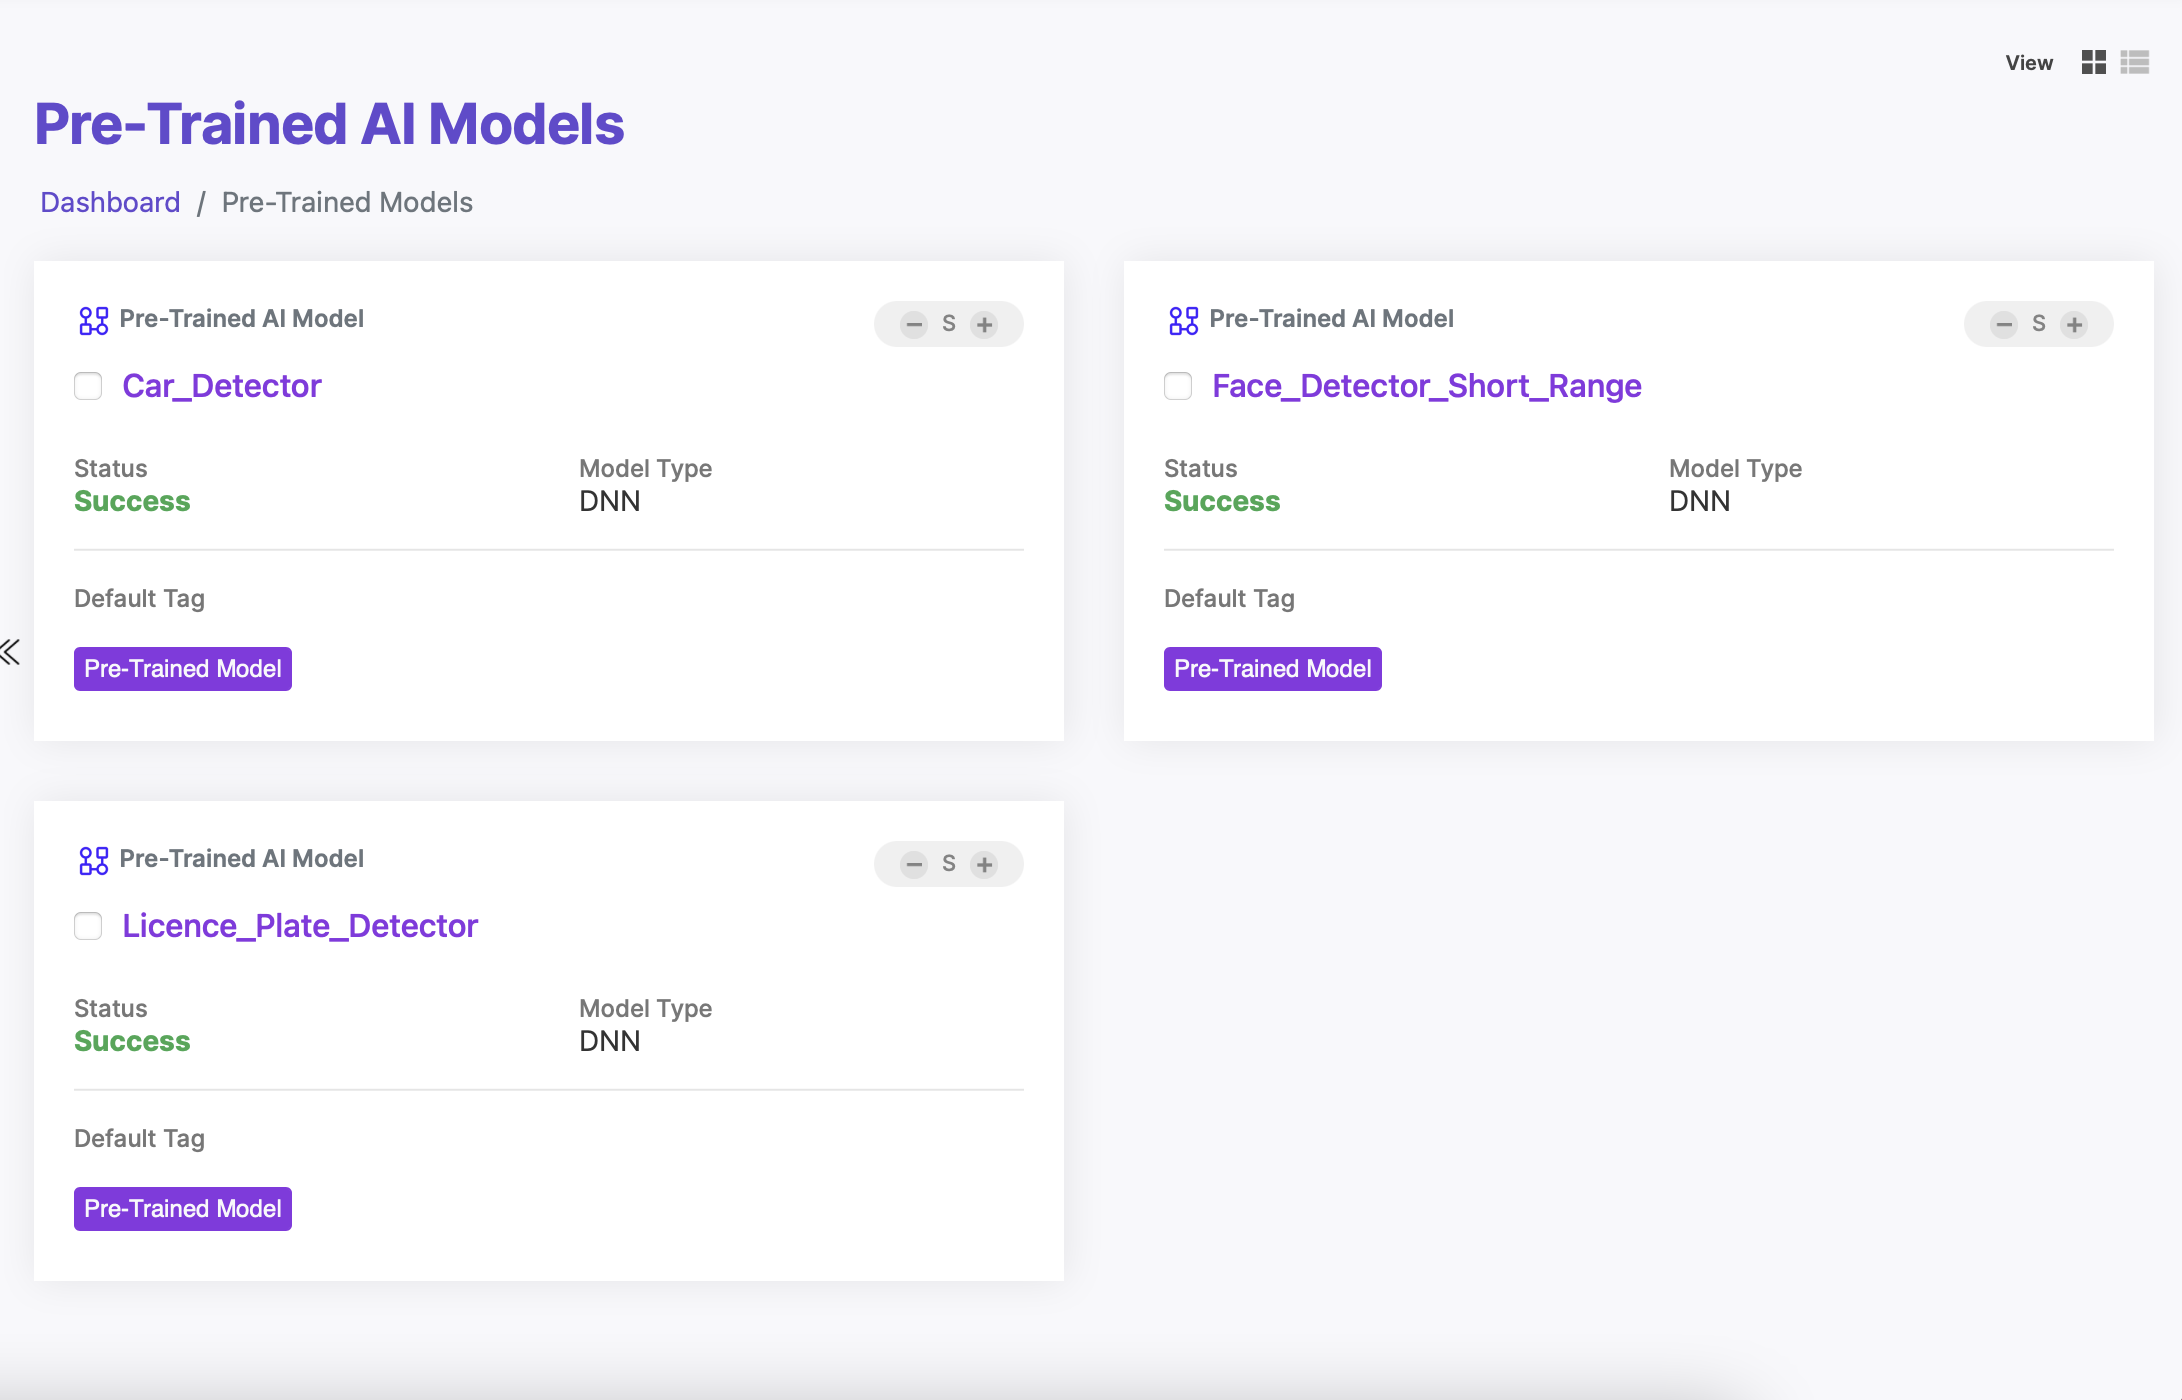 View
Pre-Trained AI Models
Dashboard / Pre-Trained Models
Pre-Trained AI Model
− S +
Car_Detector
Status
Success
Model Type
DNN
Default Tag
Pre-Trained Model
Pre-Trained AI Model
− S +
Face_Detector_Short_Range
Status
Success
Model Type
DNN
Default Tag
Pre-Trained Model
Pre-Trained AI Model
− S +
Licence_Plate_Detector
Status
Success
Model Type
DNN
Default Tag
Pre-Trained Model